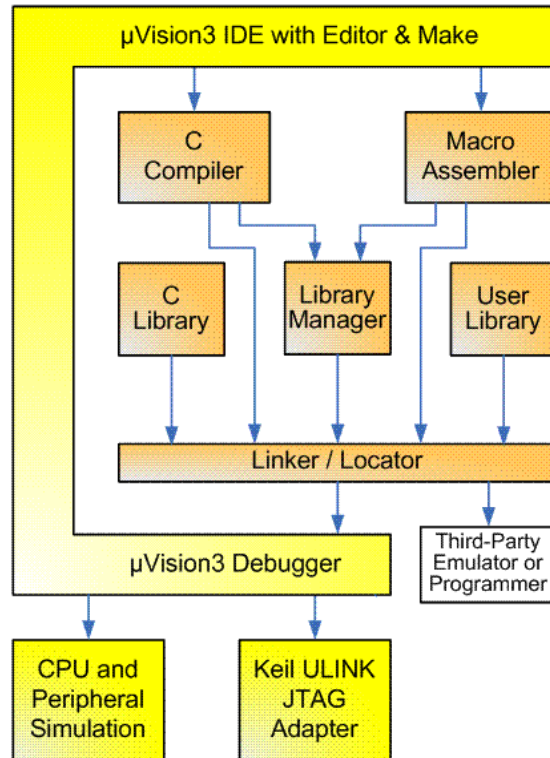 µVision3 IDE with Editor & Make
C
Compiler
Macro
Assembler
C
Library
Library
Manager
User
Library
Linker / Locator
µVision3 Debugger
Third-Party
Emulator or
Programmer
CPU and
Peripheral
Simulation
Keil ULINK
JTAG
Adapter